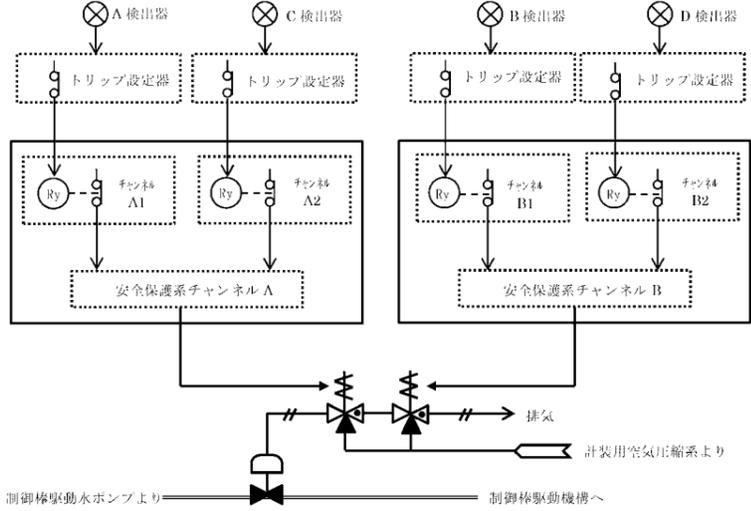 A 検出器
C 検出器
B 検出器
D 検出器
トリップ設定器
トリップ設定器
トリップ設定器
トリップ設定器
Ry
チャンネル
A1
Ry
チャンネル
A2
Ry
チャンネル
B1
Ry
チャンネル
B2
安全保護系チャンネル A
安全保護系チャンネル B
排気
計装用空気圧縮系より
制御棒駆動水ポンプより
制御棒駆動機構へ